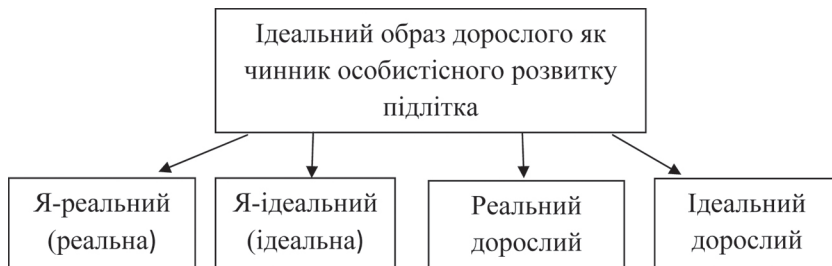 Ідеальний образ дорослого як
чинник особистісного розвитку
підлітка
Я-реальний
(реальна)
Я-ідеальний
(ідеальна)
Реальний
дорослий
Ідеальний
дорослий